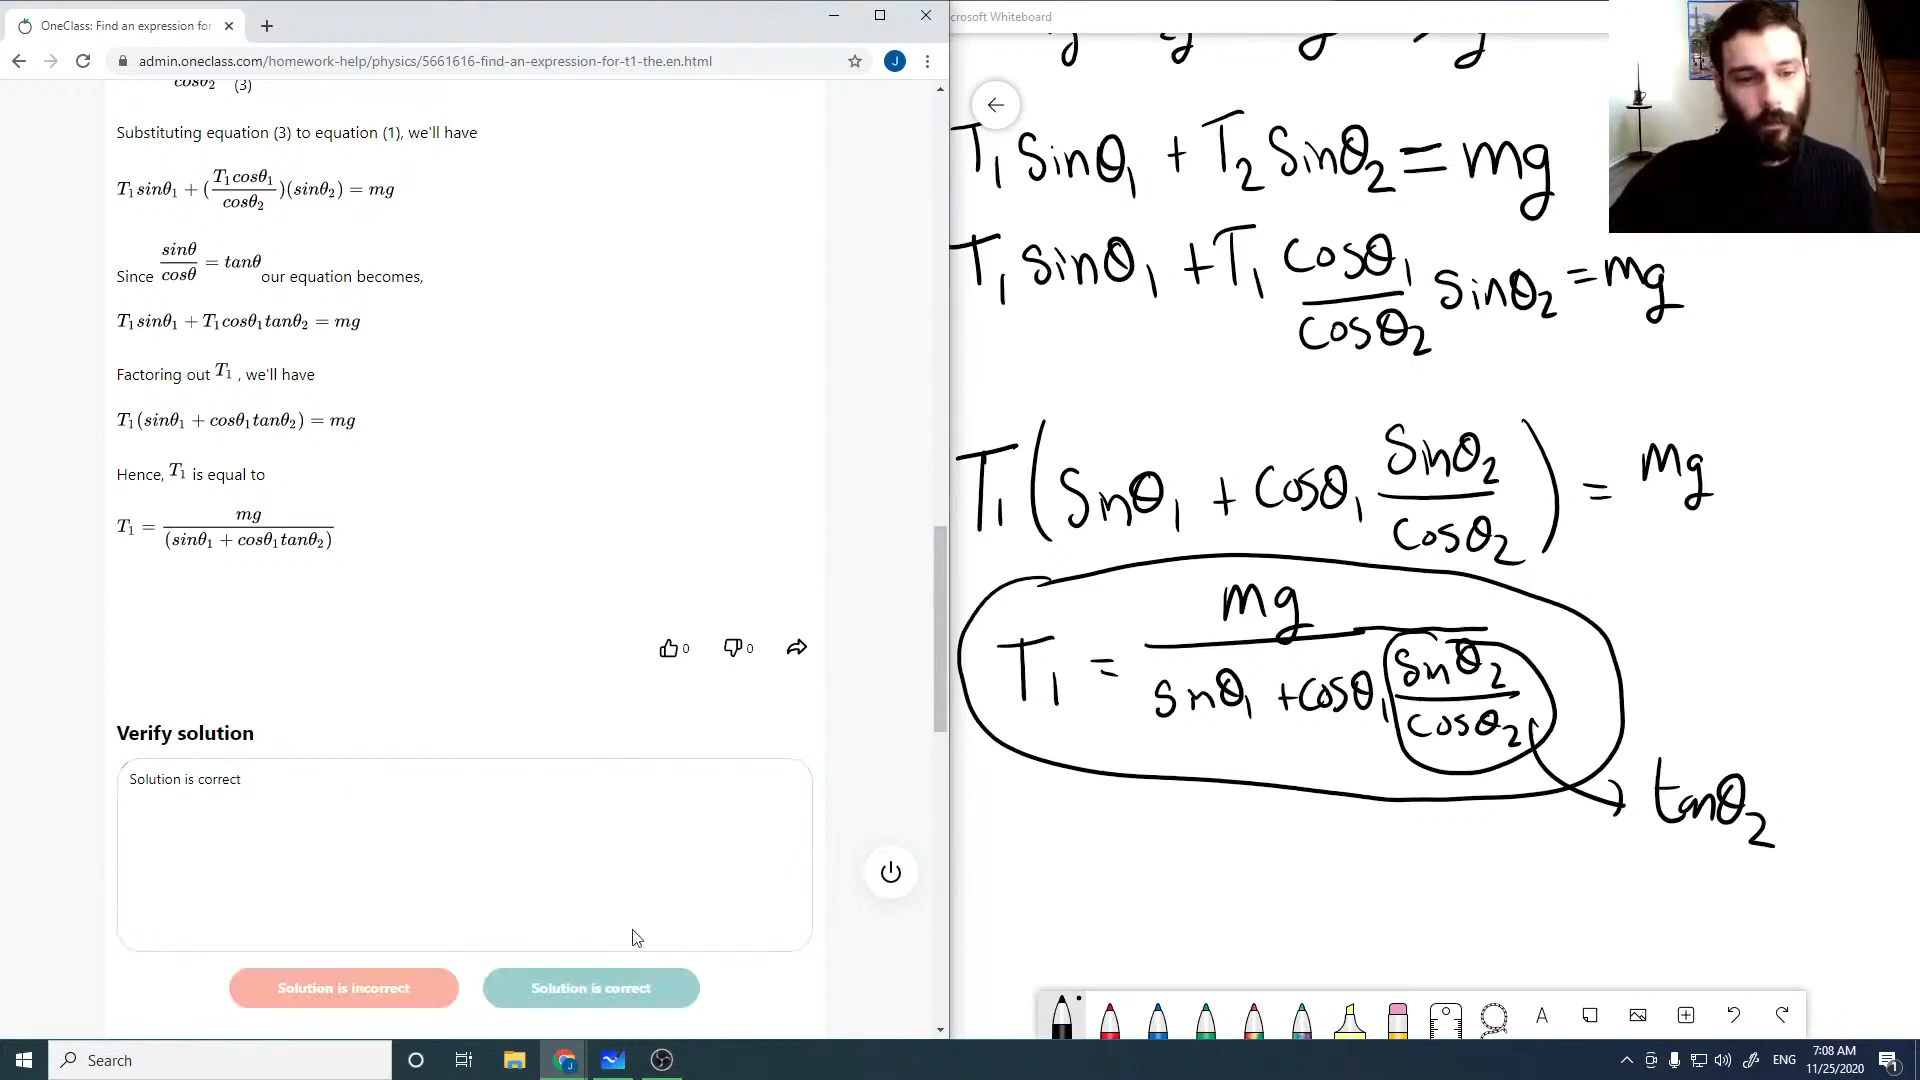 OneClass: Find an expression for
crosoft Whiteboard
admin.oneclass.com/homework-help/physics/5661616-find-an-expression-for-t1-the.en.html
J
cosθ₂ (3)
Substituting equation (3) to equation (1), we'll have
T₁sinθ₁ + (T₁cosθ₁/cosθ₂)(sinθ₂) = mg
Since sinθ/cosθ = tanθ our equation becomes,
T₁sinθ₁ + T₁cosθ₁tanθ₂ = mg
Factoring out T₁ , we'll have
T₁(sinθ₁ + cosθ₁tanθ₂) = mg
Hence, T₁ is equal to
T₁ = mg/(sinθ₁ + cosθ₁tanθ₂)
0 0
Verify solution
Solution is correct
Solution is incorrect Solution is correct
T₁ Sinθ₁ + T₂ Sinθ₂ = mg
T₁ sinθ₁ + T₁ cosθ₁/cosθ₂ sinθ₂ = mg
T₁(Sinθ₁ + Cosθ₁ Sinθ₂/Cosθ₂) = mg
T₁ = mg/(sinθ₁ + cosθ₁ sinθ₂/cosθ₂)
tanθ₂
Search
ENG
7:08 AM
11/25/2020
1